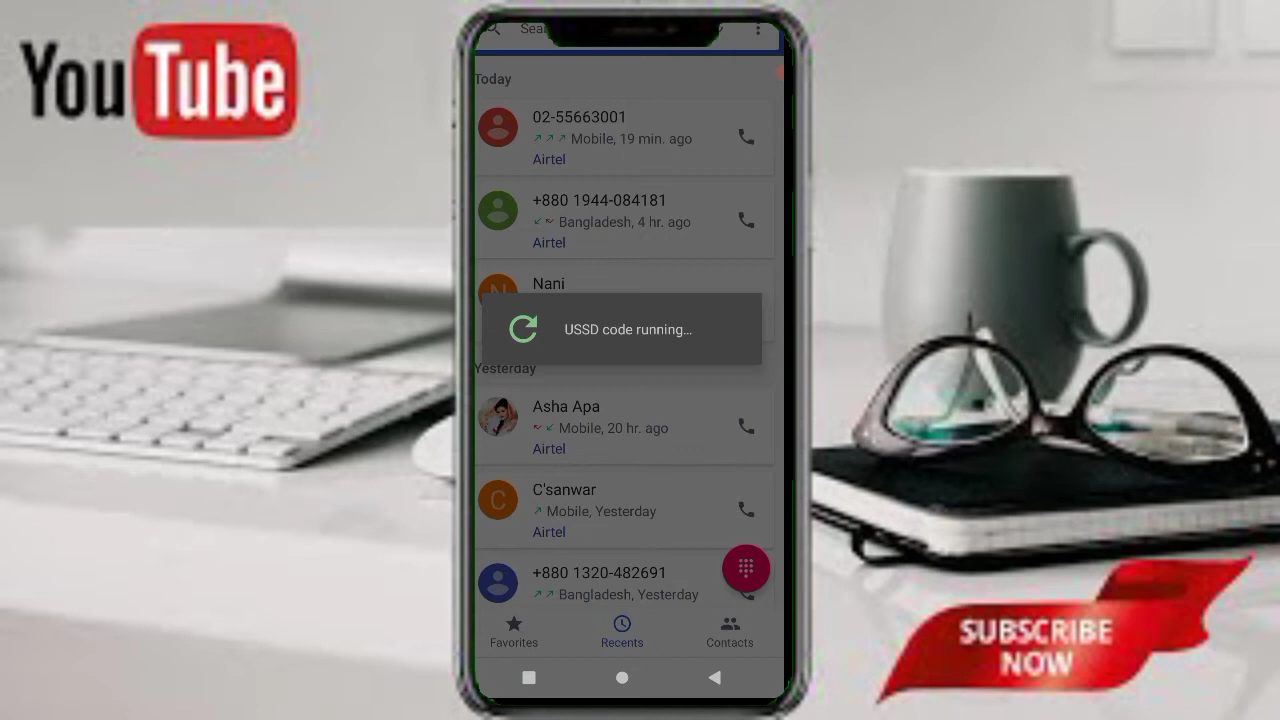 YouTube
Today
02-55663001
Mobile, 19 min. ago
Airtel
+880 1944-084181
Bangladesh, 4 hr. ago
Airtel
Nani
N
USSD code running...
Yesterday
Asha Apa
Mobile, 20 hr. ago
Airtel
C'sanwar
C
Mobile, Yesterday
Airtel
+880 1320-482691
Bangladesh, Yesterday
Favorites
Recents
Contacts
SUBSCRIBE
NOW